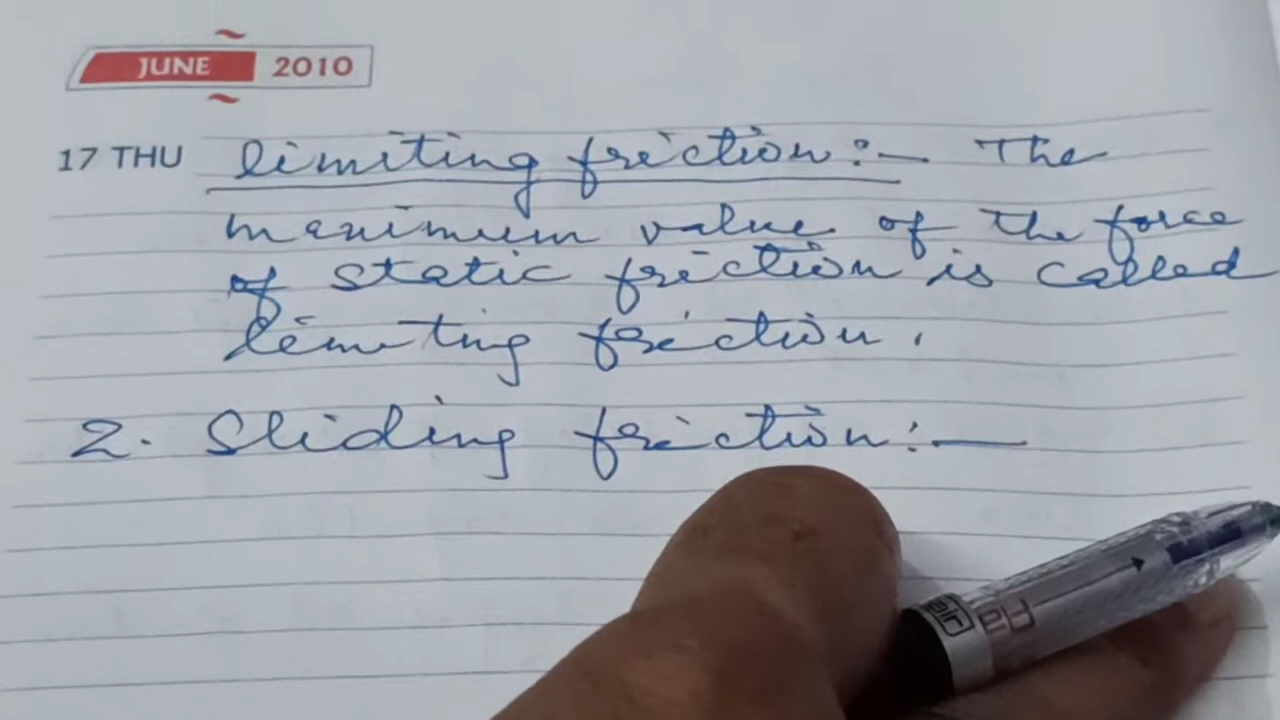 JUNE 2010
17 THU limiting friction :- The
maximum value of the force
of static friction is called
limiting friction.
2. Sliding friction :-
air